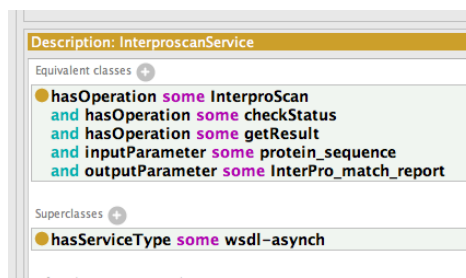 Description: InterproscanService
Equivalent classes
hasOperation some InterproScan
and hasOperation some checkStatus
and hasOperation some getResult
and inputParameter some protein_sequence
and outputParameter some InterPro_match_report
Superclasses
hasServiceType some wsdl-asynch